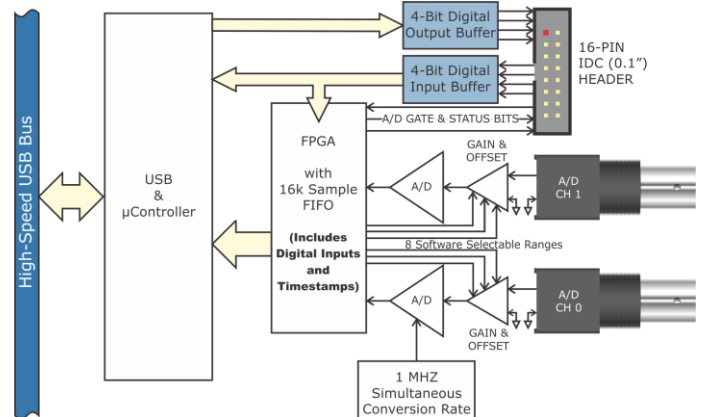 High-Speed USB Bus
USB
&
µController
4-Bit Digital
Output Buffer
4-Bit Digital
Input Buffer
16-PIN
IDC (0.1")
HEADER
A/D GATE & STATUS BITS
FPGA
with
16k Sample
FIFO
(Includes
Digital Inputs
and
Timestamps)
GAIN &
OFFSET
A/D
A/D
CH 1
8 Software Selectable Ranges
A/D
A/D
CH 0
GAIN &
OFFSET
1 MHZ
Simultaneous
Conversion Rate